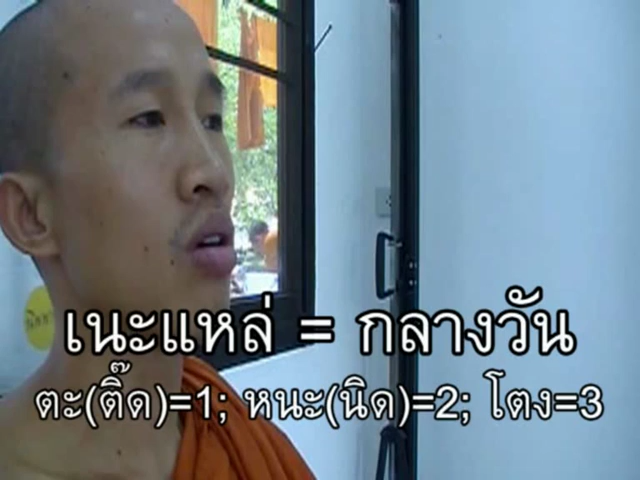 เนะแหล่ = กลางวัน
ตะ(ติ๊ด)=1; หนะ(นิด)=2; โตง=3